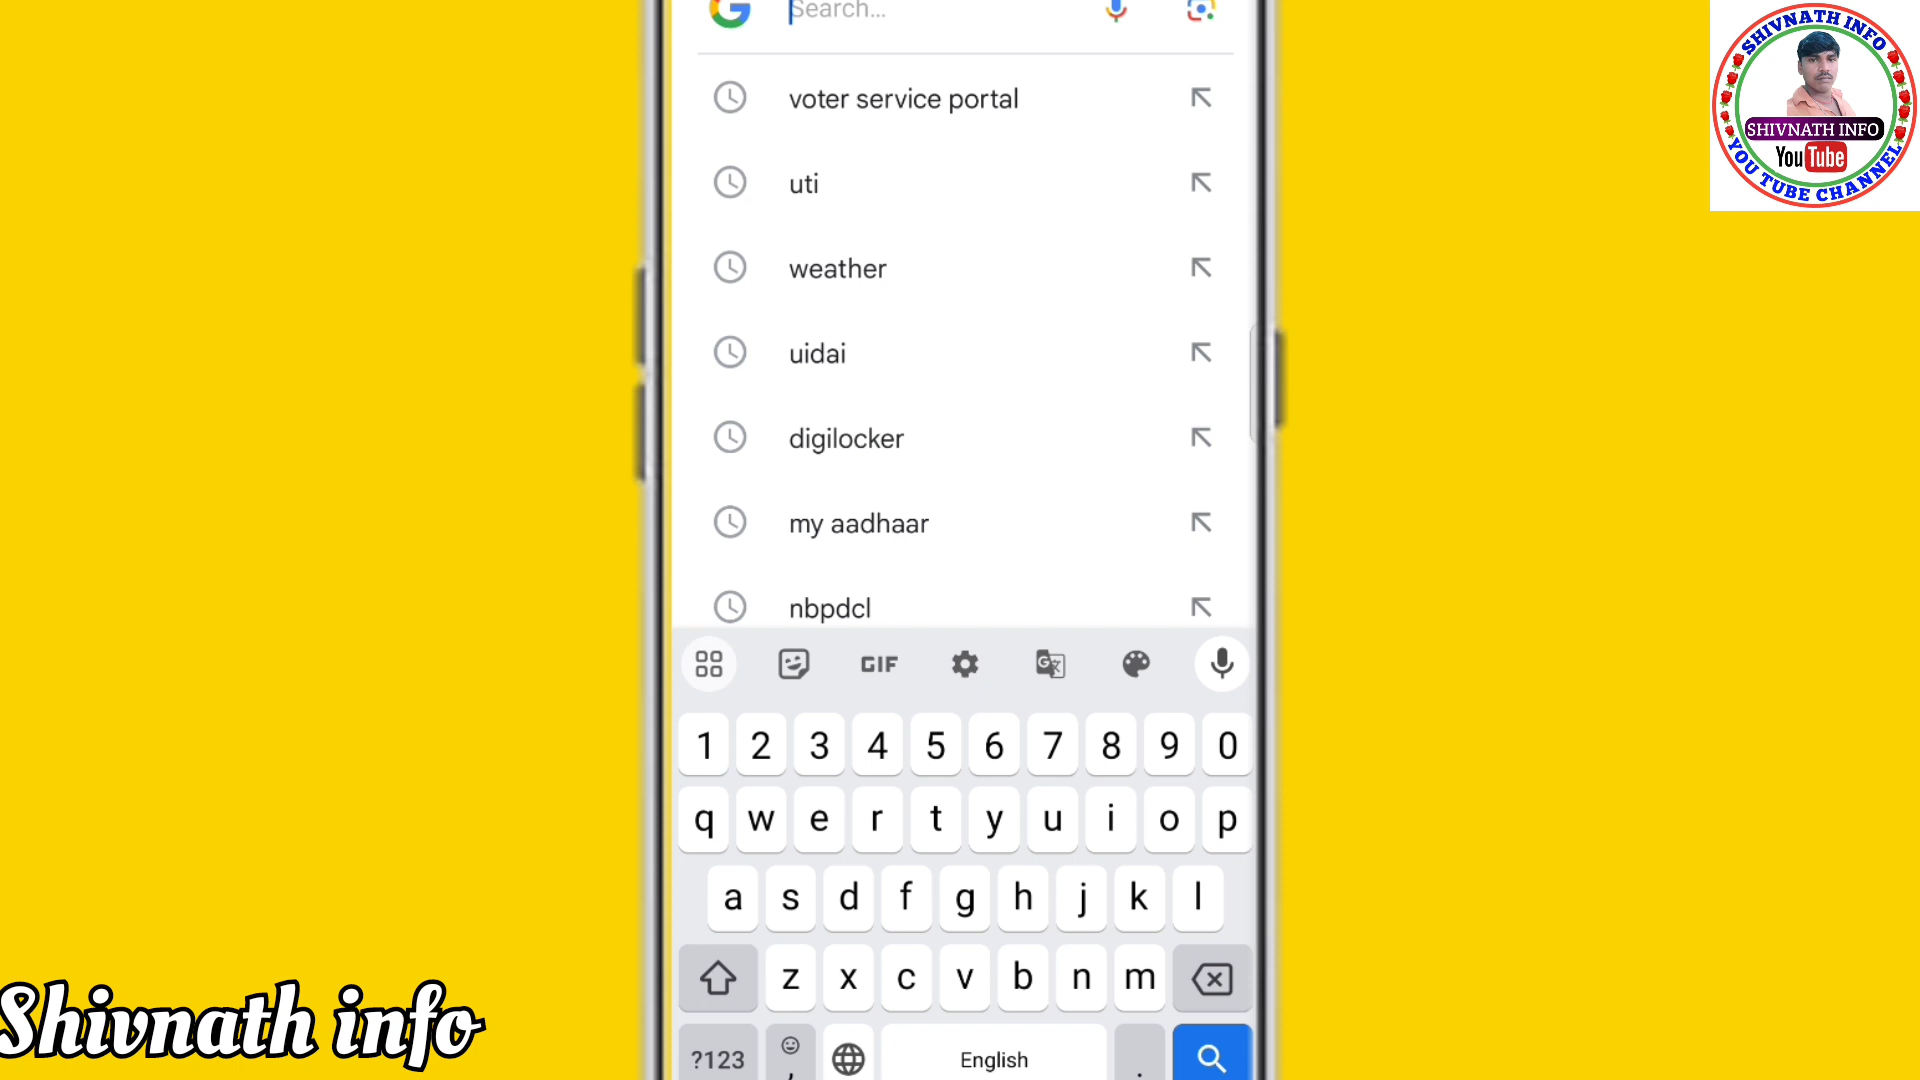 Search...
voter service portal
uti
weather
uidai
digilocker
my aadhaar
nbpdcl
GIF
1 2 3 4 5 6 7 8 9 0
q w e r t y u i o p
a s d f g h j k l
z x c v b n m
?123 , English .
SHIVNATH INFO
SHIVNATH INFO
YouTube
YOU TUBE CHANNEL
Shivnath info